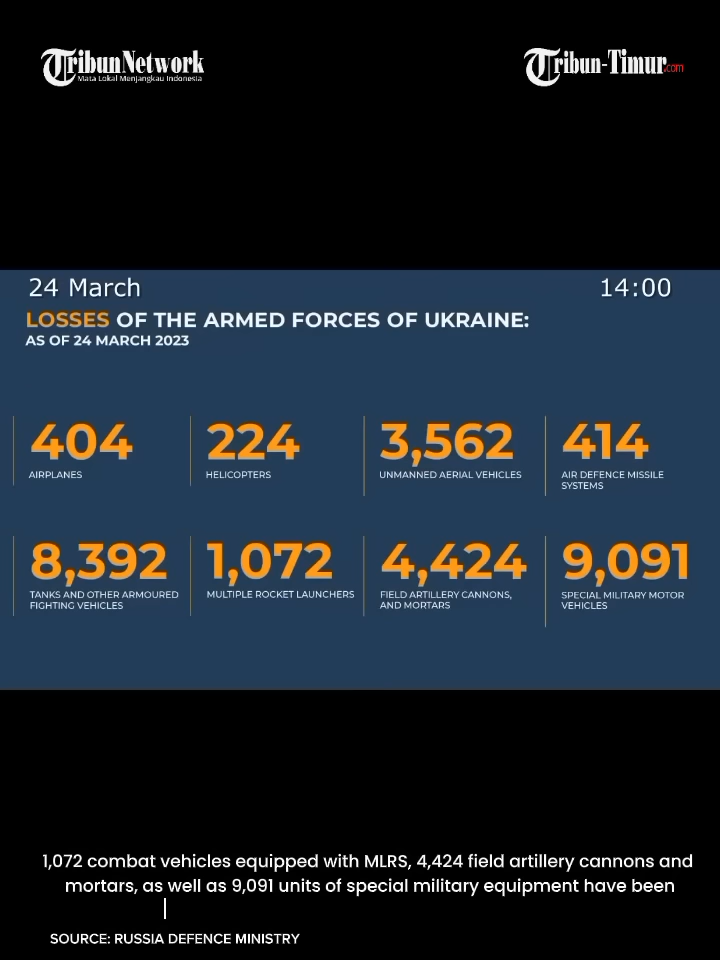 TribunNetwork
Mata Lokal Menjangkau Indonesia
Tribun-Timur.com
24 March 14:00
LOSSES OF THE ARMED FORCES OF UKRAINE:
AS OF 24 MARCH 2023
404
AIRPLANES
224
HELICOPTERS
3,562
UNMANNED AERIAL VEHICLES
414
AIR DEFENCE MISSILE
SYSTEMS
8,392
TANKS AND OTHER ARMOURED
FIGHTING VEHICLES
1,072
MULTIPLE ROCKET LAUNCHERS
4,424
FIELD ARTILLERY CANNONS,
AND MORTARS
9,091
SPECIAL MILITARY MOTOR
VEHICLES
1,072 combat vehicles equipped with MLRS, 4,424 field artillery cannons and
mortars, as well as 9,091 units of special military equipment have been
SOURCE: RUSSIA DEFENCE MINISTRY